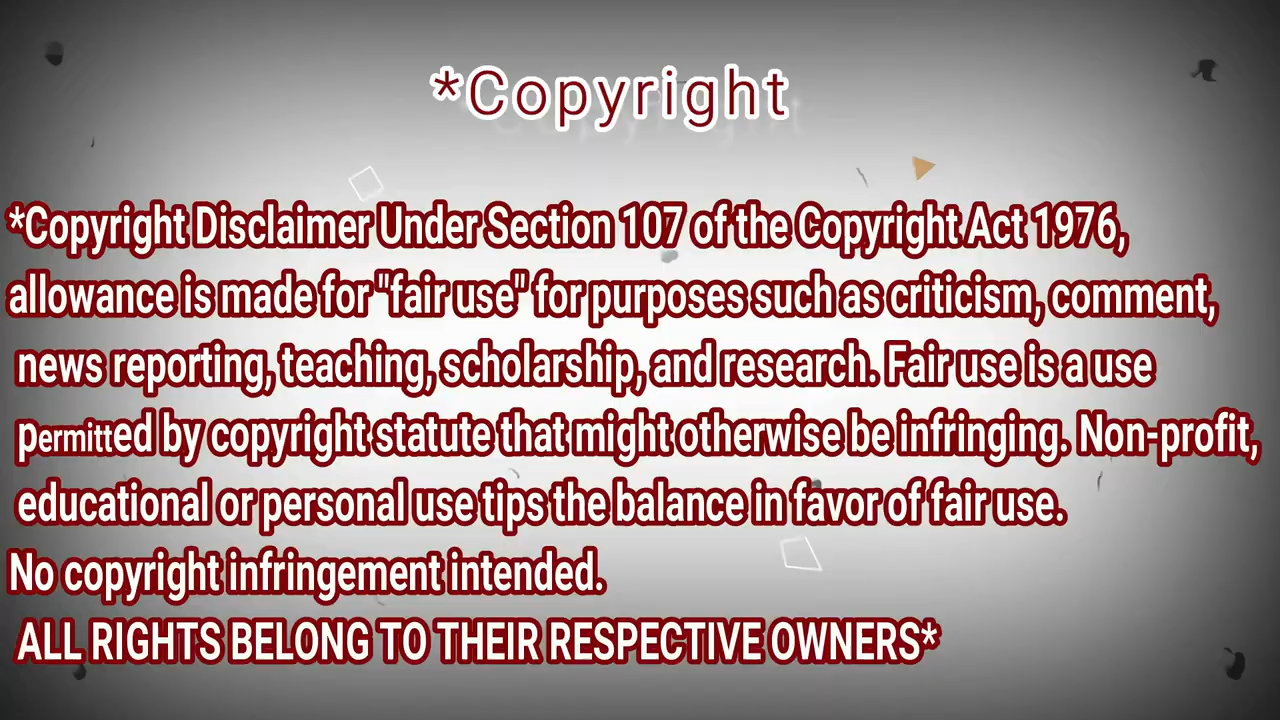 *Copyright
*Copyright Disclaimer Under Section 107 of the Copyright Act 1976,
allowance is made for "fair use" for purposes such as criticism, comment,
news reporting, teaching, scholarship, and research. Fair use is a use
permitted by copyright statute that might otherwise be infringing. Non-profit,
educational or personal use tips the balance in favor of fair use.
No copyright infringement intended.
ALL RIGHTS BELONG TO THEIR RESPECTIVE OWNERS*